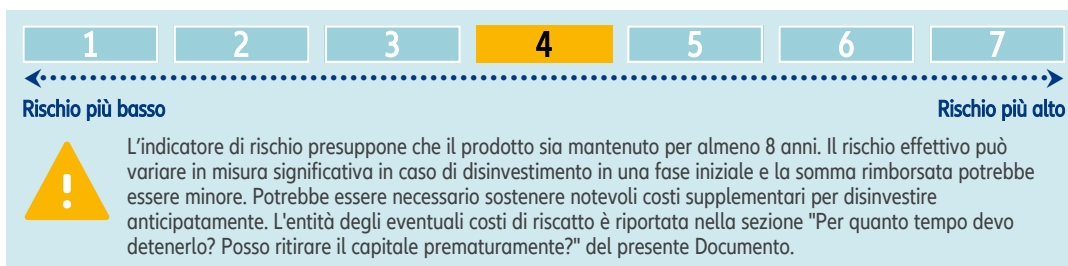 1 2 3 4 5 6 7
Rischio più basso Rischio più alto
L'indicatore di rischio presuppone che il prodotto sia mantenuto per almeno 8 anni. Il rischio effettivo può
variare in misura significativa in caso di disinvestimento in una fase iniziale e la somma rimborsata potrebbe
essere minore. Potrebbe essere necessario sostenere notevoli costi supplementari per disinvestire
anticipatamente. L'entità degli eventuali costi di riscatto è riportata nella sezione "Per quanto tempo devo
detenerlo? Posso ritirare il capitale prematuramente?" del presente Documento.